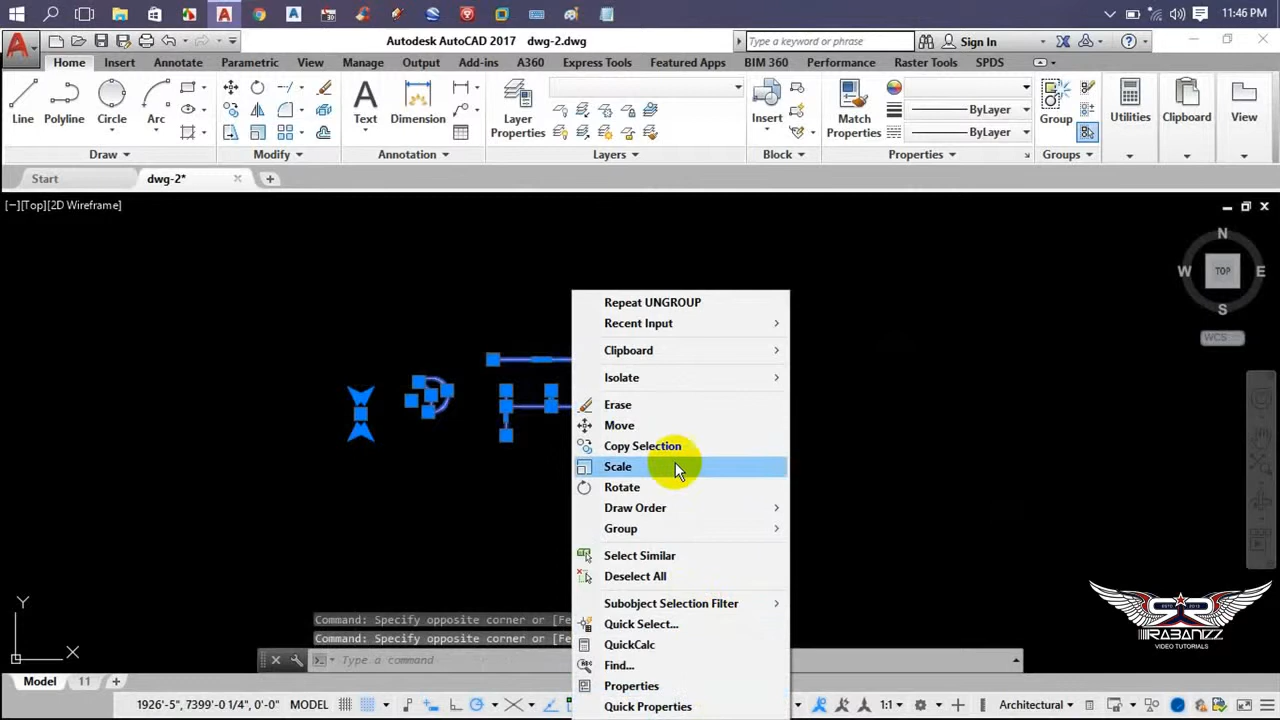 11:46 PM
Autodesk AutoCAD 2017 dwg-2.dwg
Type a keyword or phrase
Sign In
Home Insert Annotate Parametric View Manage Output Add-ins A360 Express Tools Featured Apps BIM 360 Performance Raster Tools SPDS
Line Polyline Circle Arc
Text Dimension
Layer Properties
Insert
Match Properties
ByLayer
ByLayer
Group
Utilities
Clipboard
View
Draw Modify Annotation Layers Block Properties Groups
Start dwg-2*
[−][Top][2D Wireframe]
N
W TOP E
S
WCS
Repeat UNGROUP
Recent Input
Clipboard
Isolate
Erase
Move
Copy Selection
Scale
Rotate
Draw Order
Group
Select Similar
Deselect All
Subobject Selection Filter
Quick Select...
QuickCalc
Find...
Properties
Quick Properties
Command: Specify opposite corner or [Fe
Command: Specify opposite corner or [Fe
Type a command
Y
X
RABANIZZ
VIDEO TUTORIALS
Model 11
1926'-5", 7399'-0 1/4", 0'-0" MODEL
1:1
Architectural